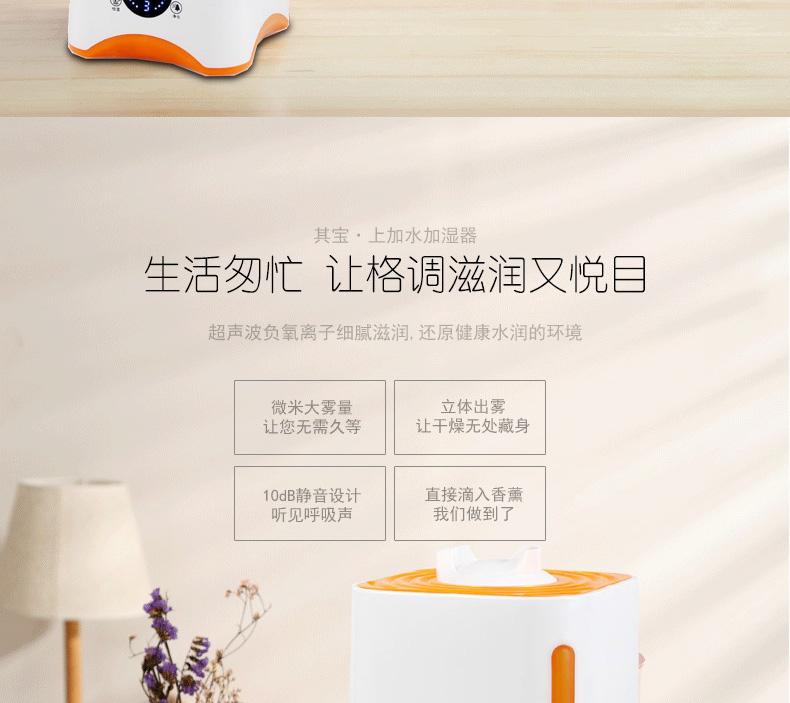 3
其宝·上加水加湿器
生活匆忙 让格调滋润又悦目
超声波负氧离子细腻滋润,还原健康水润的环境
微米大雾量
让您无需久等
立体出雾
让干燥无处藏身
10dB静音设计
听见呼吸声
直接滴入香薰
我们做到了